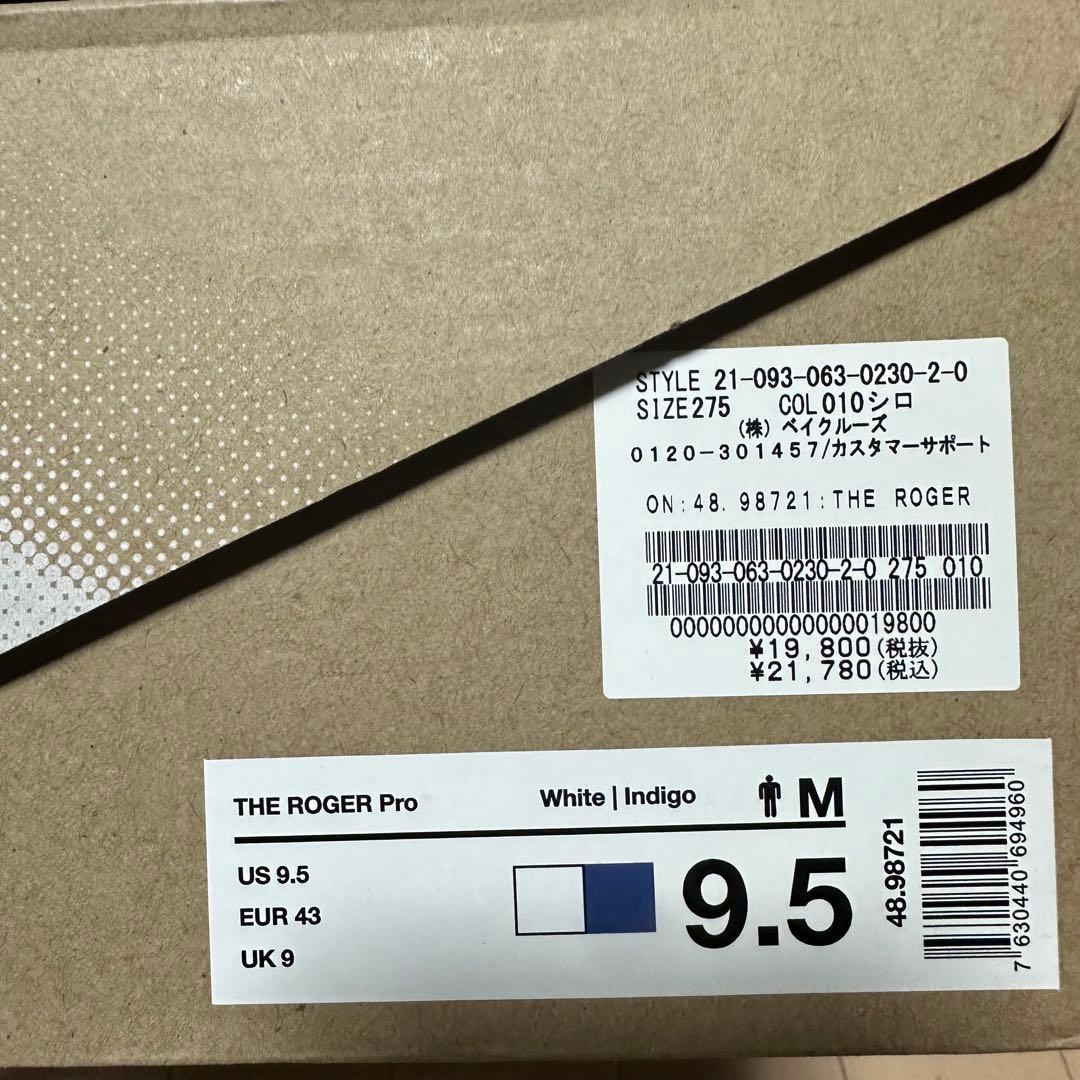 STYLE 21-093-063-0230-2-0
SIZE275 COL010シロ
(株) ベイクルーズ
0120-301457/カスタマーサポート
ON:48. 98721:THE ROGER
21-093-063-0230-2-0 275 010
0000000000000019800
¥19,800(税抜)
¥21,780(税込)
THE ROGER Pro White | Indigo M
US 9.5
EUR 43
UK 9
9.5
48.98721
7 630440 694960